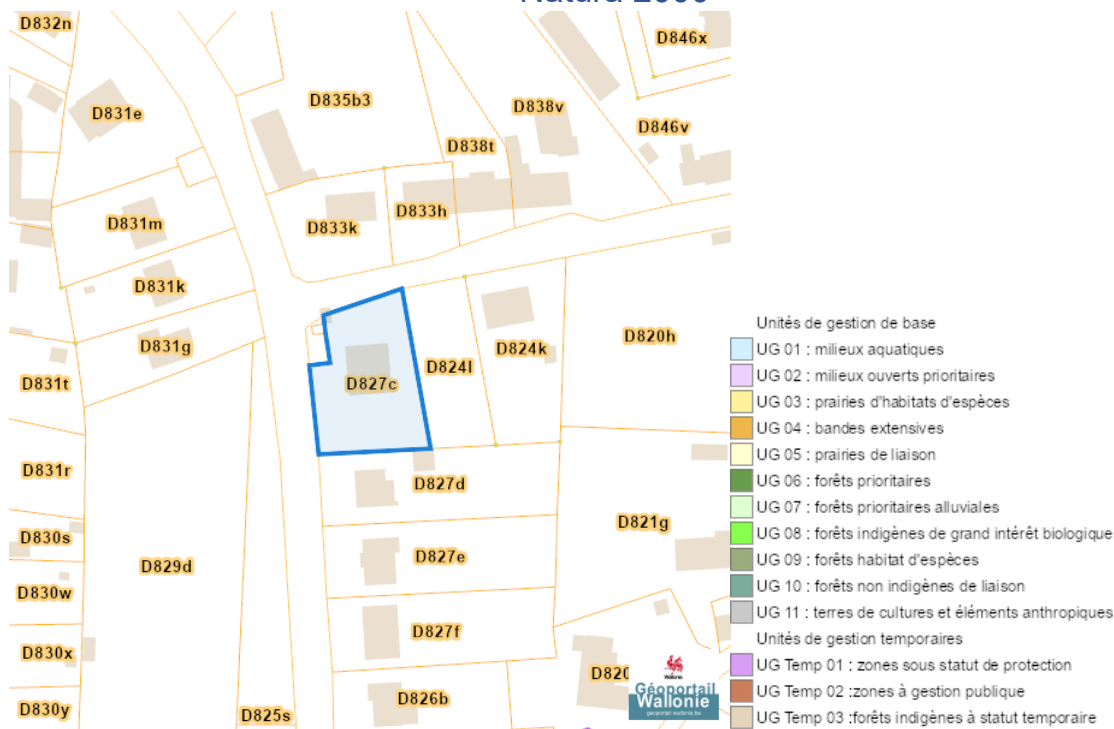 Natura 2000
D832n
D846x
D831e
D835b3
D838v
D846v
D838t
D831m
D833k
D833h
D831k
D831g
D824l
D824k
D820h
D831t
D827c
D831r
D827d
D830s
D821g
D829d
D827e
D830w
D827f
D830x
D820
D830y
D825s
D826b
Wallonie
Géoportail
Wallonie
geoportail.wallonie.be
Unités de gestion de base
UG 01 : milieux aquatiques
UG 02 : milieux ouverts prioritaires
UG 03 : prairies d'habitats d'espèces
UG 04 : bandes extensives
UG 05 : prairies de liaison
UG 06 : forêts prioritaires
UG 07 : forêts prioritaires alluviales
UG 08 : forêts indigènes de grand intérêt biologique
UG 09 : forêts habitat d'espèces
UG 10 : forêts non indigènes de liaison
UG 11 : terres de cultures et éléments anthropiques
Unités de gestion temporaires
UG Temp 01 : zones sous statut de protection
UG Temp 02 :zones à gestion publique
UG Temp 03 :forêts indigènes à statut temporaire